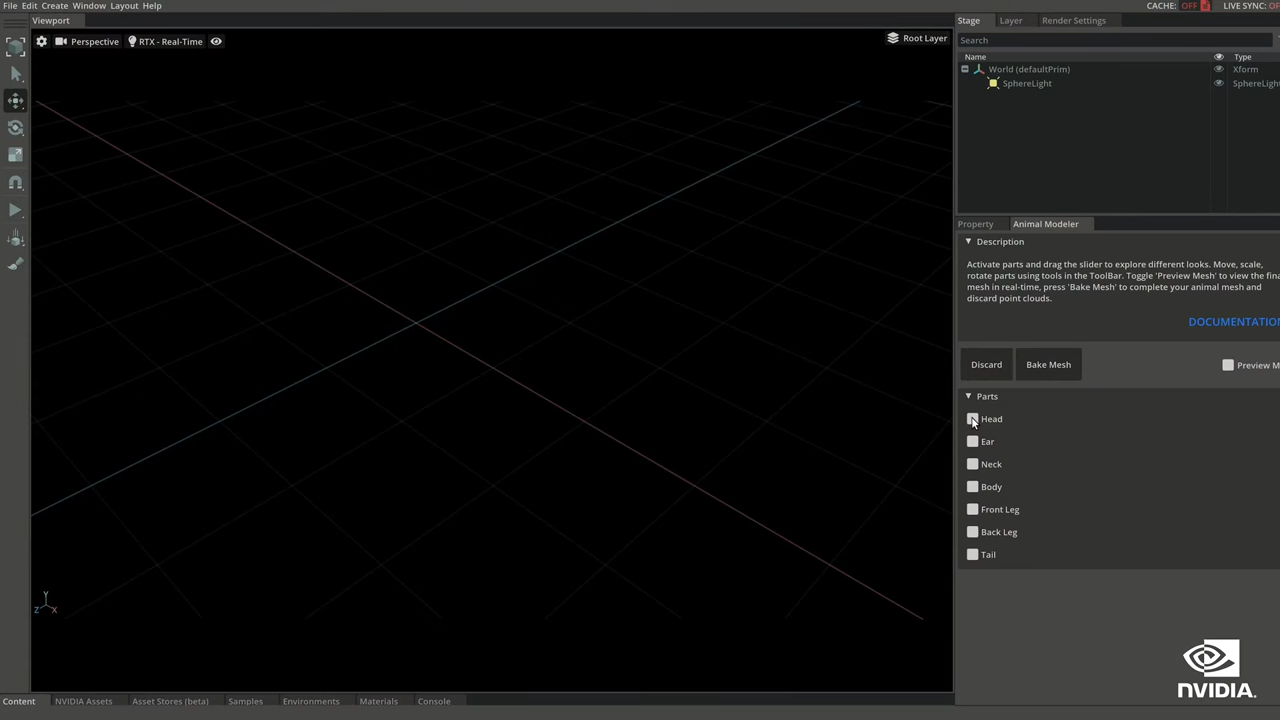 File Edit Create Window Layout Help
CACHE: OFF LIVE SYNC: OF
Viewport
Stage Layer Render Settings
Perspective RTX - Real-Time
Root Layer
Search
Name Type
World (defaultPrim) Xform
SphereLight SphereLight
Property Animal Modeler
Description
Activate parts and drag the slider to explore different looks. Move, scale,
rotate parts using tools in the ToolBar. Toggle 'Preview Mesh' to view the fina
mesh in real-time, press 'Bake Mesh' to complete your animal mesh and
discard point clouds.
DOCUMENTATION
Discard Bake Mesh Preview M
Parts
Head
Ear
Neck
Body
Front Leg
Back Leg
Tail
Y
Z X
NVIDIA.
Content NVIDIA Assets Asset Stores (beta) Samples Environments Materials Console